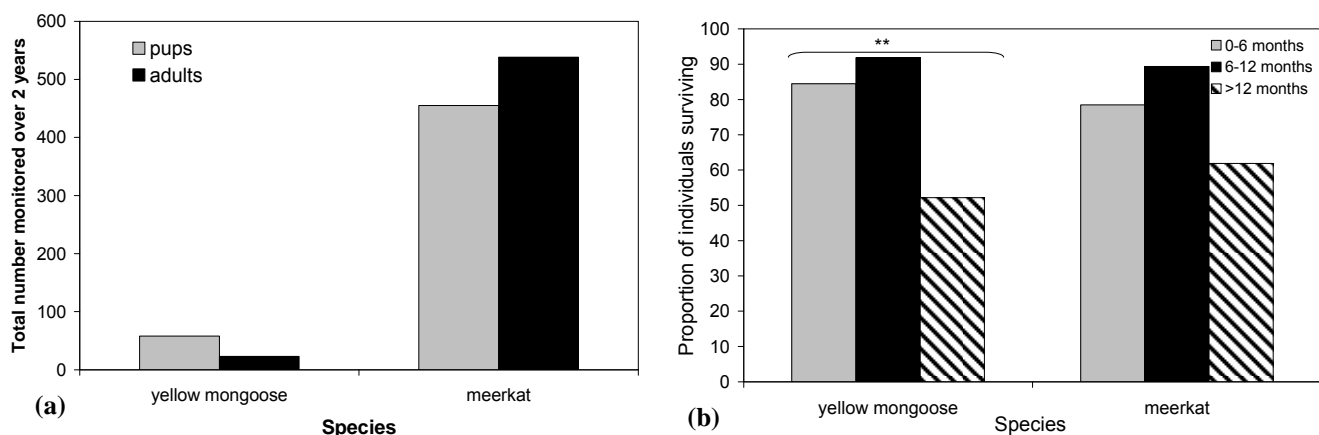 Total number monitored over 2 years
600
500
400
300
200
100
0
pups
adults
yellow mongoose
meerkat
Species
(a)
Proportion of individuals surviving
100
90
80
70
60
50
40
30
20
10
0
**
0-6 months
6-12 months
>12 months
yellow mongoose
meerkat
Species
(b)